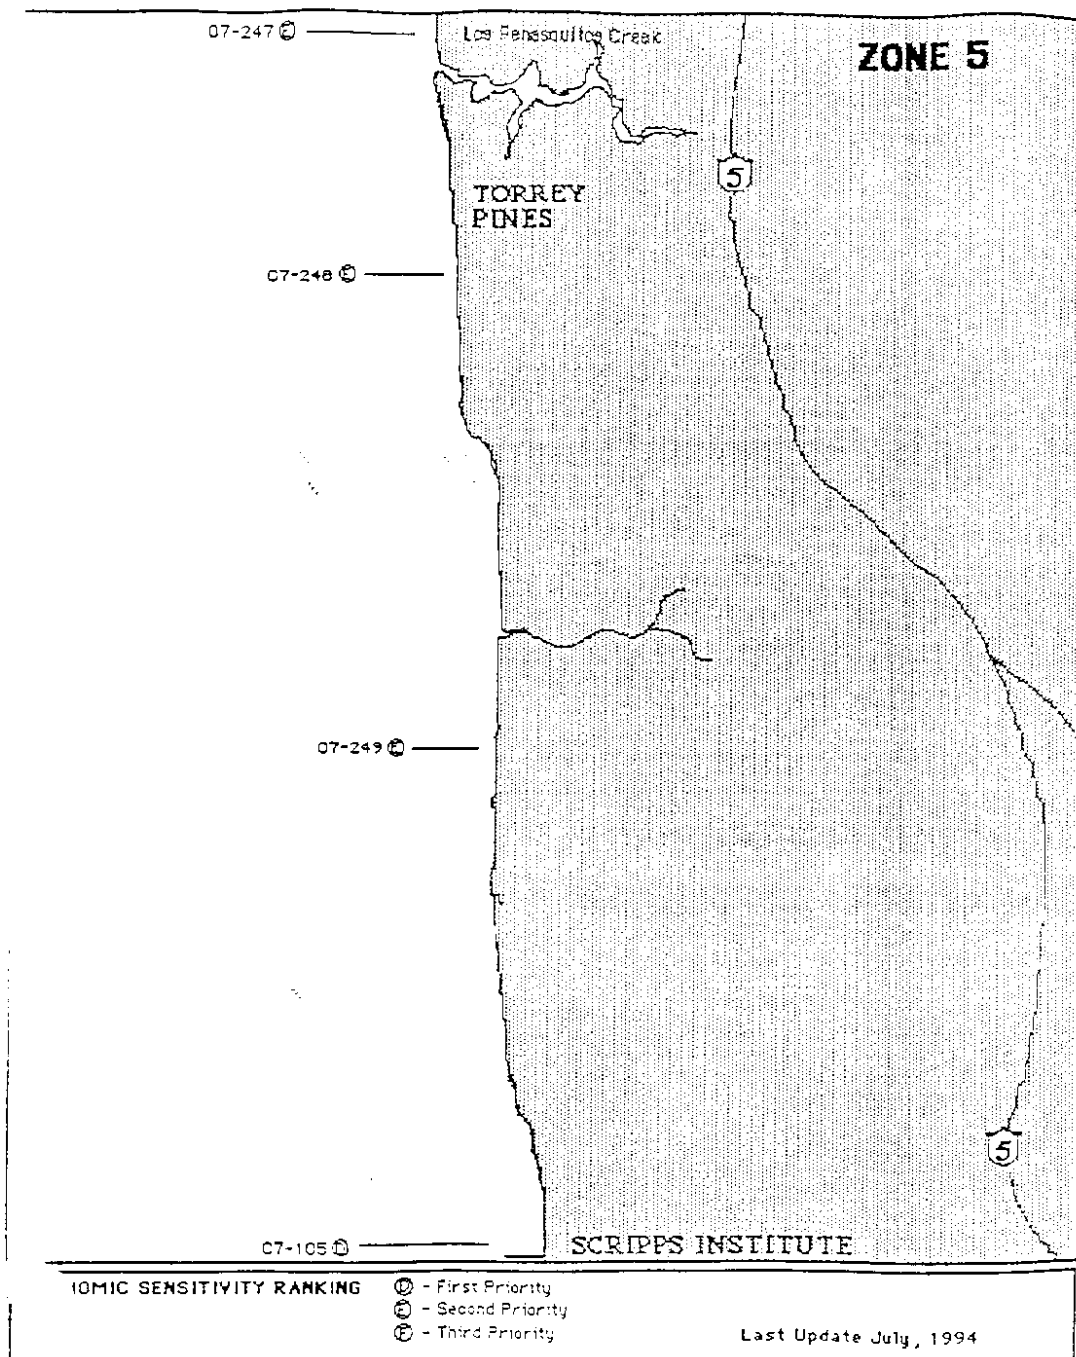 07-247 Ⓔ
Los Penasquitos Creek
ZONE 5
5
TORREY
PINES
07-248 Ⓔ
07-249 Ⓔ
5
07-105 Ⓓ
SCRIPPS INSTITUTE
IOMIC SENSITIVITY RANKING
Ⓓ - First Priority
Ⓔ - Second Priority
Ⓕ - Third Priority
Last Update July, 1994